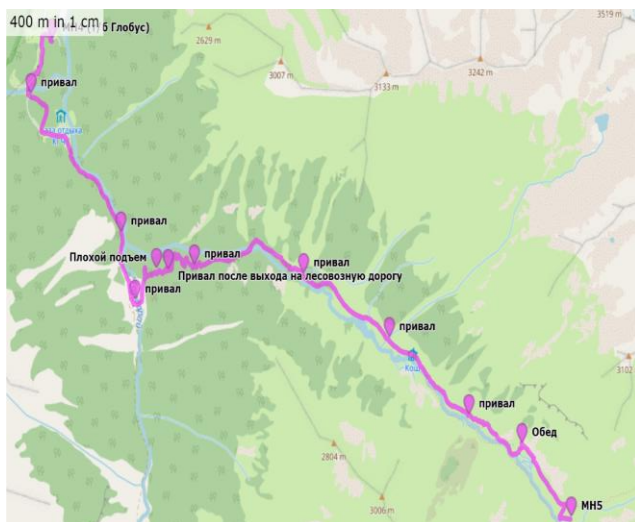 400 m in 1 cm
Глобус)
2629 m
3519 m
3007 m
3242 m
3133 m
привал
привал
Плохой подъем
привал
Привал после выхода на лесовозную дорогу
привал
привал
привал
Кош
3102
привал
Обед
2804 m
3006 m
МН5